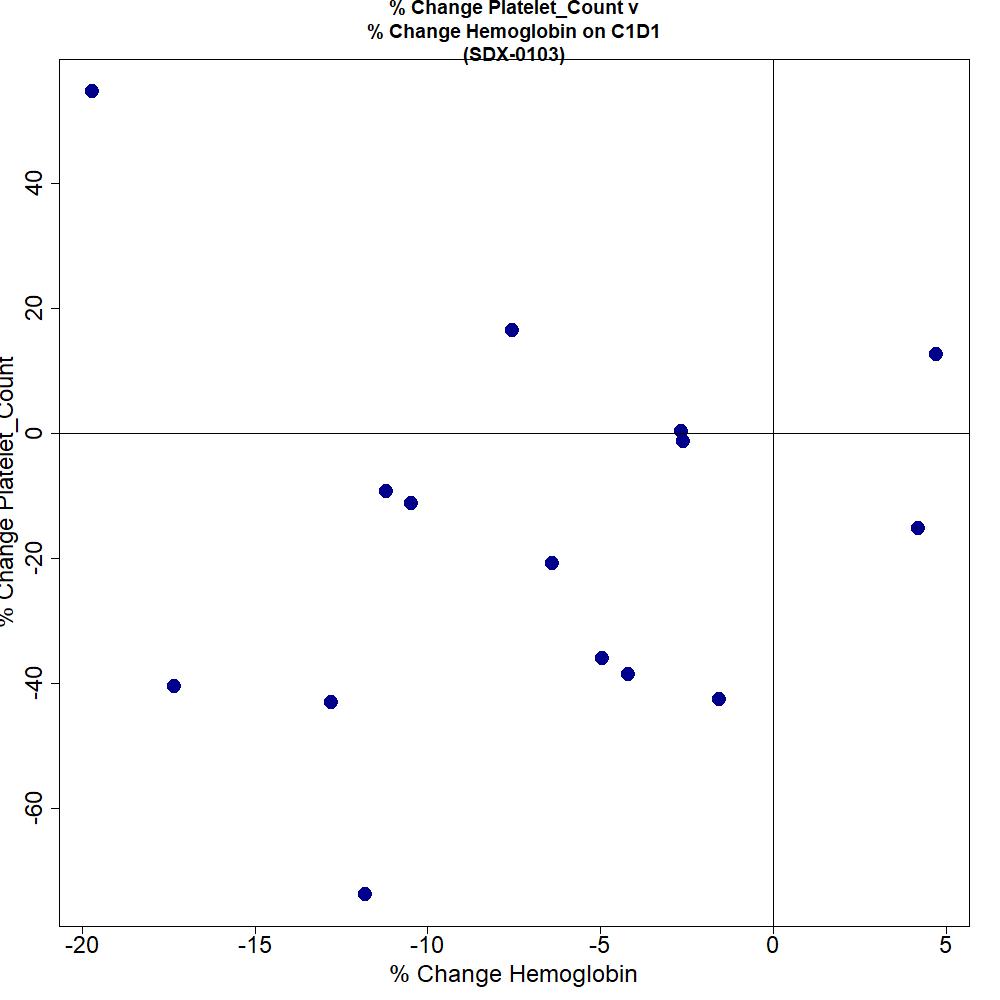 % Change Platelet_Count v
% Change Hemoglobin on C1D1
(SDX-0103)
% Change Platelet_Count
40
20
0
-20
-40
-60
-20
-15
-10
-5
0
5
% Change Hemoglobin